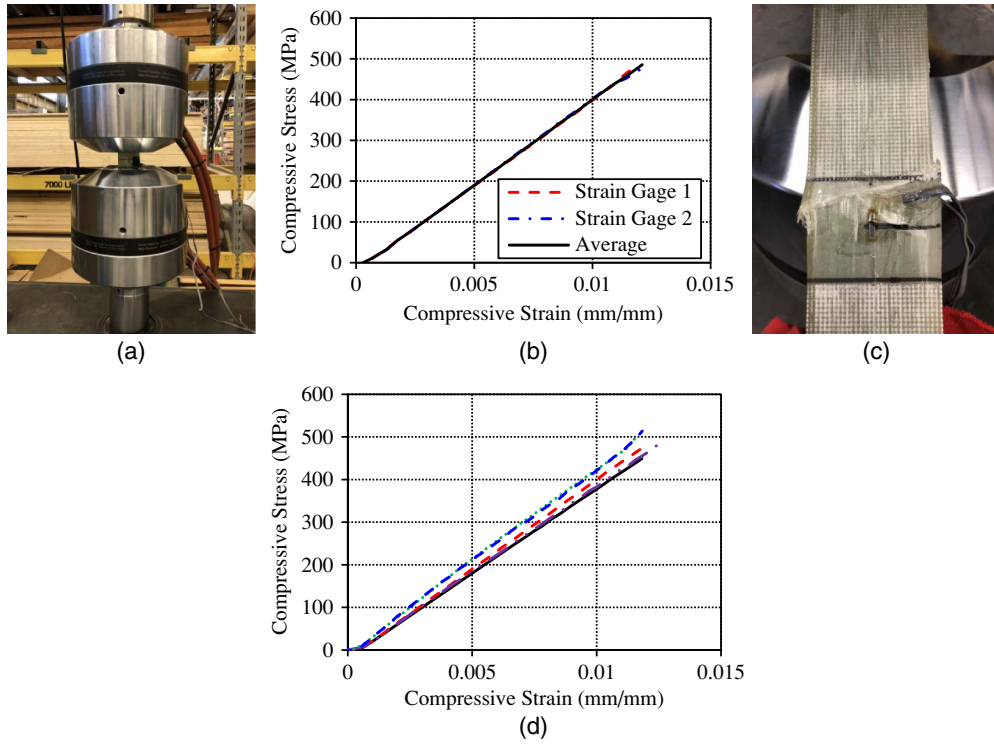 7000 L
(a)
600
500
400
300
200
100
0
Compressive Stress (MPa)
Strain Gage 1
Strain Gage 2
Average
0
0.005
0.01
0.015
Compressive Strain (mm/mm)
(b)
(c)
600
500
400
300
200
100
0
Compressive Stress (MPa)
0
0.005
0.01
0.015
Compressive Strain (mm/mm)
(d)